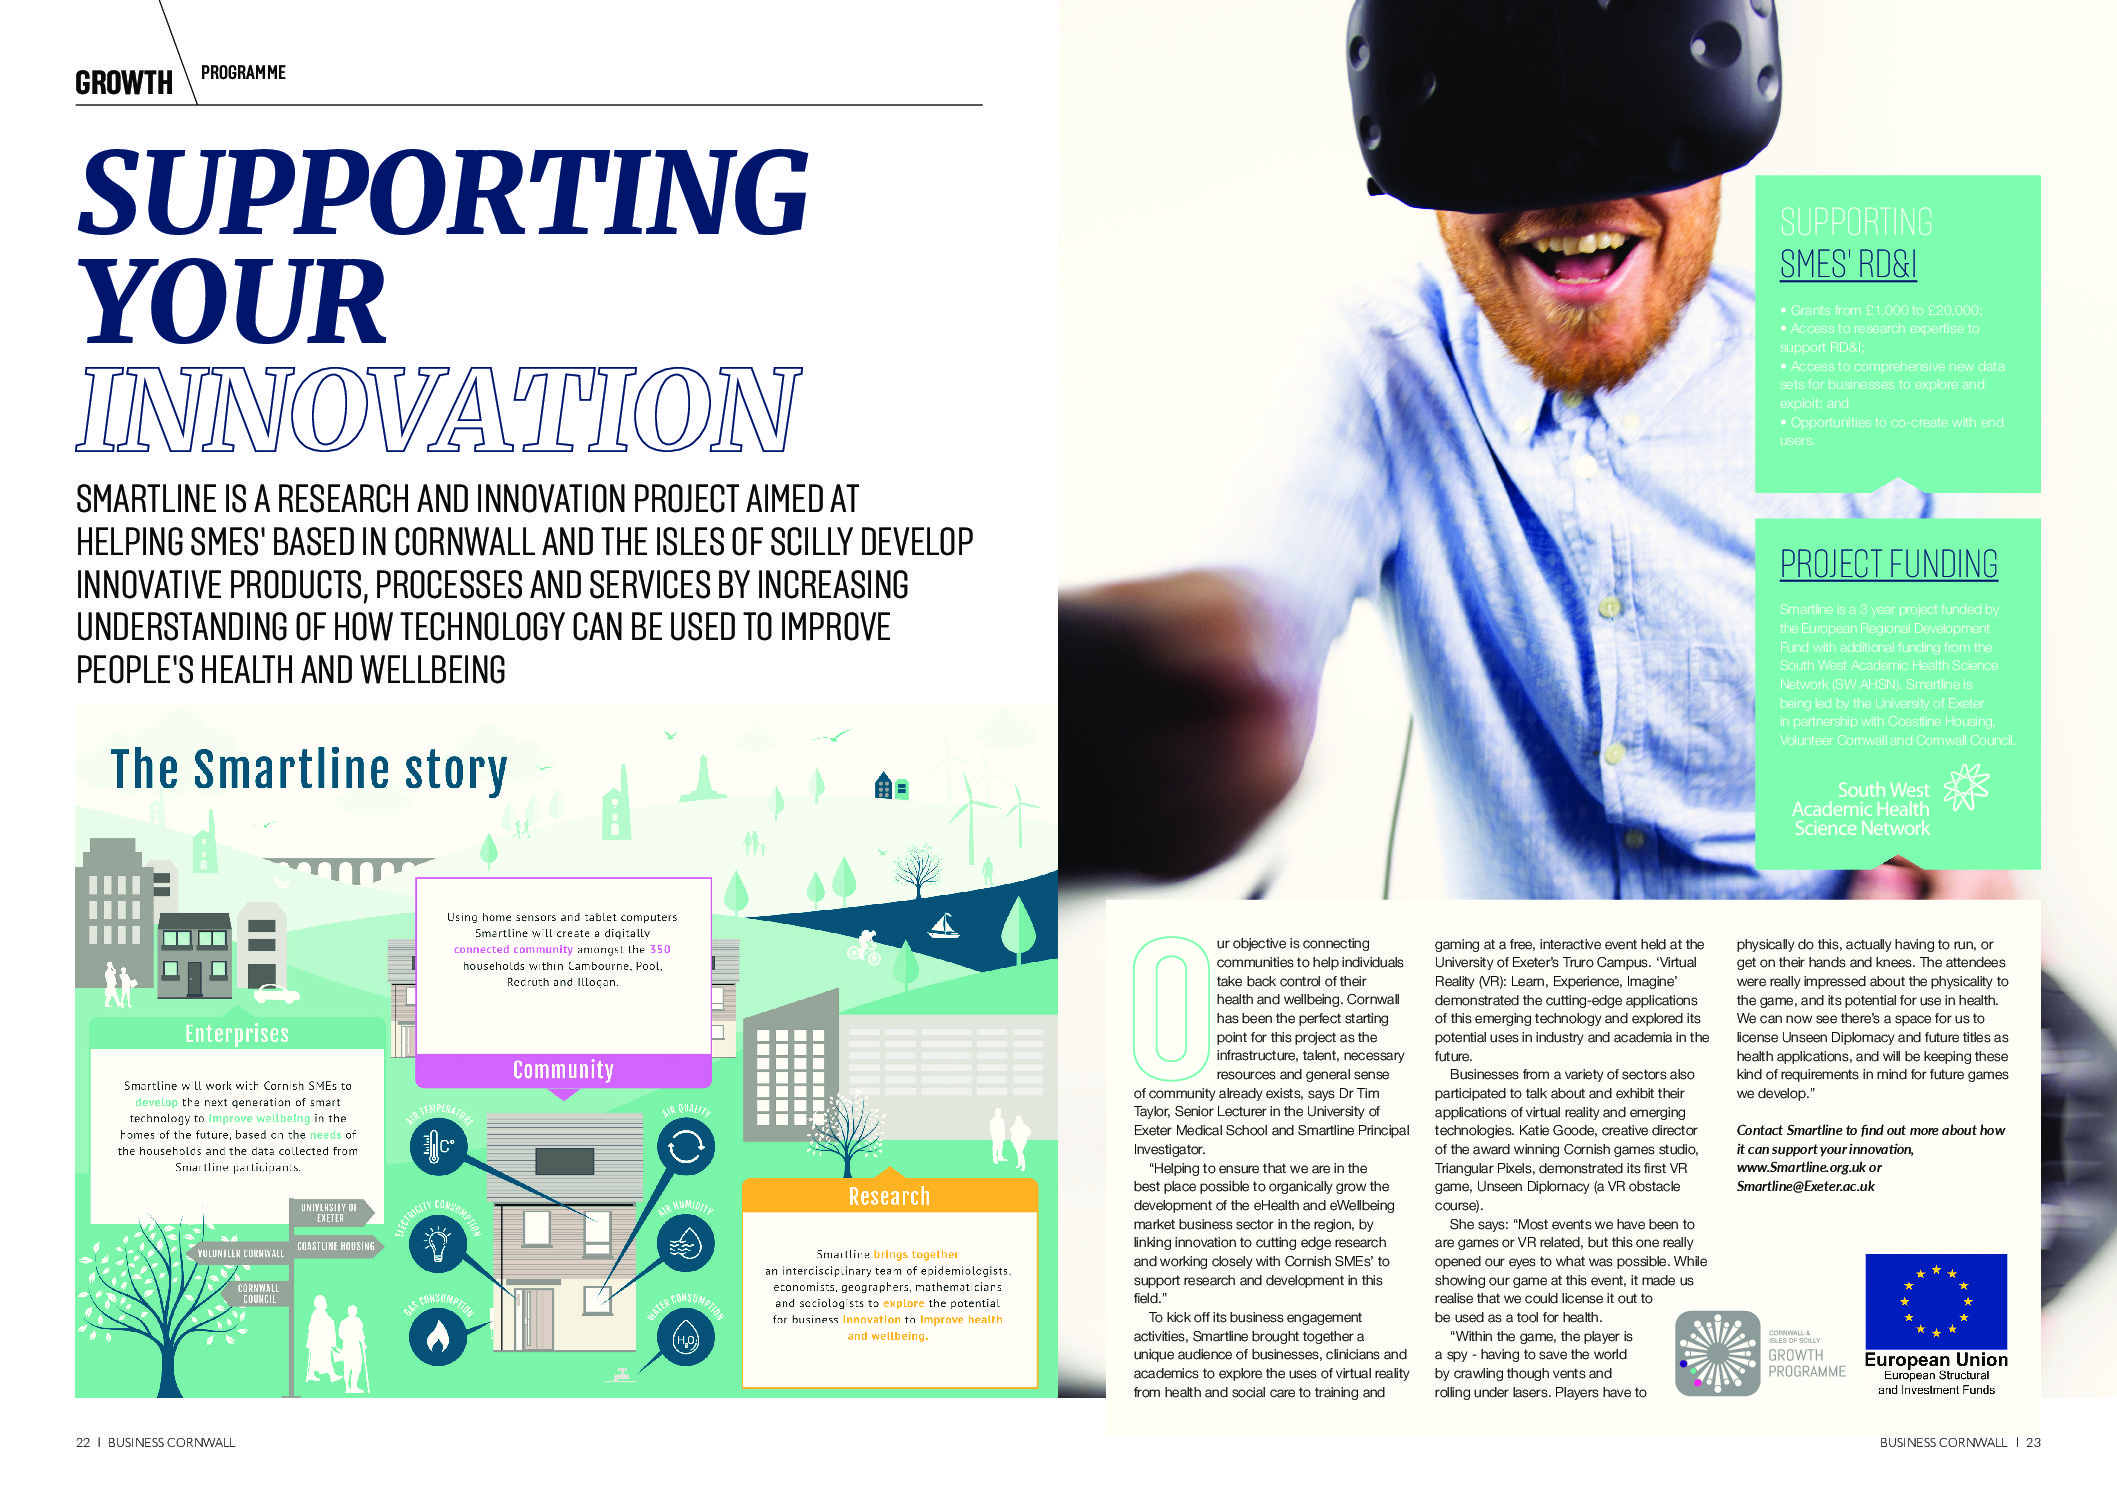 GROWTH
PROGRAMME
SUPPORTING
YOUR
INNOVATION
SMARTLINE IS A RESEARCH AND INNOVATION PROJECT AIMED AT
HELPING SMES' BASED IN CORNWALL AND THE ISLES OF SCILLY DEVELOP
INNOVATIVE PRODUCTS, PROCESSES AND SERVICES BY INCREASING
UNDERSTANDING OF HOW TECHNOLOGY CAN BE USED TO IMPROVE
PEOPLE'S HEALTH AND WELLBEING
The Smartline story
Using home sensors and tablet computers
Smartline will create a digitally
connected community amongst the 350
households within Cambourne, Pool,
Redruth and Illogan.
Community
Enterprises
Smartline will work with Cornish SMEs to
develop the next generation of smart
technology to improve wellbeing in the
homes of the future, based on the needs of
the households and the data collected from
Smartline participants.
UNIVERSITY OF
EXETER
VOLUNTEER CORNWALL
COASTLINE HOUSING
CORNWALL
COUNCIL
AIR TEMPERATURE
C°
ELECTRICITY CONSUMPTION
GAS CONSUMPTION
AIR QUALITY
AIR HUMIDITY
WATER CONSUMPTION
H₂O
Research
Smartline brings together
an interdisciplinary team of epidemiologists,
economists, geographers, mathematicians
and sociologists to explore the potential
for business innovation to improve health
and wellbeing.
22 | BUSINESS CORNWALL
SUPPORTING
SMES' RD&I
• Grants from £1,000 to £20,000;
• Access to research expertise to
support RD&I;
• Access to comprehensive new data
sets for businesses to explore and
exploit; and
• Opportunities to co-create with end
users.
PROJECT FUNDING
Smartline is a 3 year project funded by
the European Regional Development
Fund with additional funding from the
South West Academic Health Science
Network (SW AHSN). Smartline is
being led by the University of Exeter
in partnership with Coastline Housing,
Volunteer Cornwall and Cornwall Council.
South West
Academic Health
Science Network
Our objective is connecting
communities to help individuals
take back control of their
health and wellbeing. Cornwall
has been the perfect starting
point for this project as the
infrastructure, talent, necessary
resources and general sense
of community already exists, says Dr Tim
Taylor, Senior Lecturer in the University of
Exeter Medical School and Smartline Principal
Investigator.
“Helping to ensure that we are in the
best place possible to organically grow the
development of the eHealth and eWellbeing
market business sector in the region, by
linking innovation to cutting edge research
and working closely with Cornish SMEs’ to
support research and development in this
field.”
To kick off its business engagement
activities, Smartline brought together a
unique audience of businesses, clinicians and
academics to explore the uses of virtual reality
from health and social care to training and
gaming at a free, interactive event held at the
University of Exeter’s Truro Campus. ‘Virtual
Reality (VR): Learn, Experience, Imagine’
demonstrated the cutting-edge applications
of this emerging technology and explored its
potential uses in industry and academia in the
future.
Businesses from a variety of sectors also
participated to talk about and exhibit their
applications of virtual reality and emerging
technologies. Katie Goode, creative director
of the award winning Cornish games studio,
Triangular Pixels, demonstrated its first VR
game, Unseen Diplomacy (a VR obstacle
course).
She says: “Most events we have been to
are games or VR related, but this one really
opened our eyes to what was possible. While
showing our game at this event, it made us
realise that we could license it out to
be used as a tool for health.
“Within the game, the player is
a spy - having to save the world
by crawling though vents and
rolling under lasers. Players have to
physically do this, actually having to run, or
get on their hands and knees. The attendees
were really impressed about the physicality to
the game, and its potential for use in health.
We can now see there’s a space for us to
license Unseen Diplomacy and future titles as
health applications, and will be keeping these
kind of requirements in mind for future games
we develop.”
Contact Smartline to find out more about how
it can support your innovation,
www.Smartline.org.uk or
Smartline@Exeter.ac.uk
CORNWALL &
ISLES OF SCILLY
GROWTH
PROGRAMME
European Union
European Structural
and Investment Funds
BUSINESS CORNWALL | 23